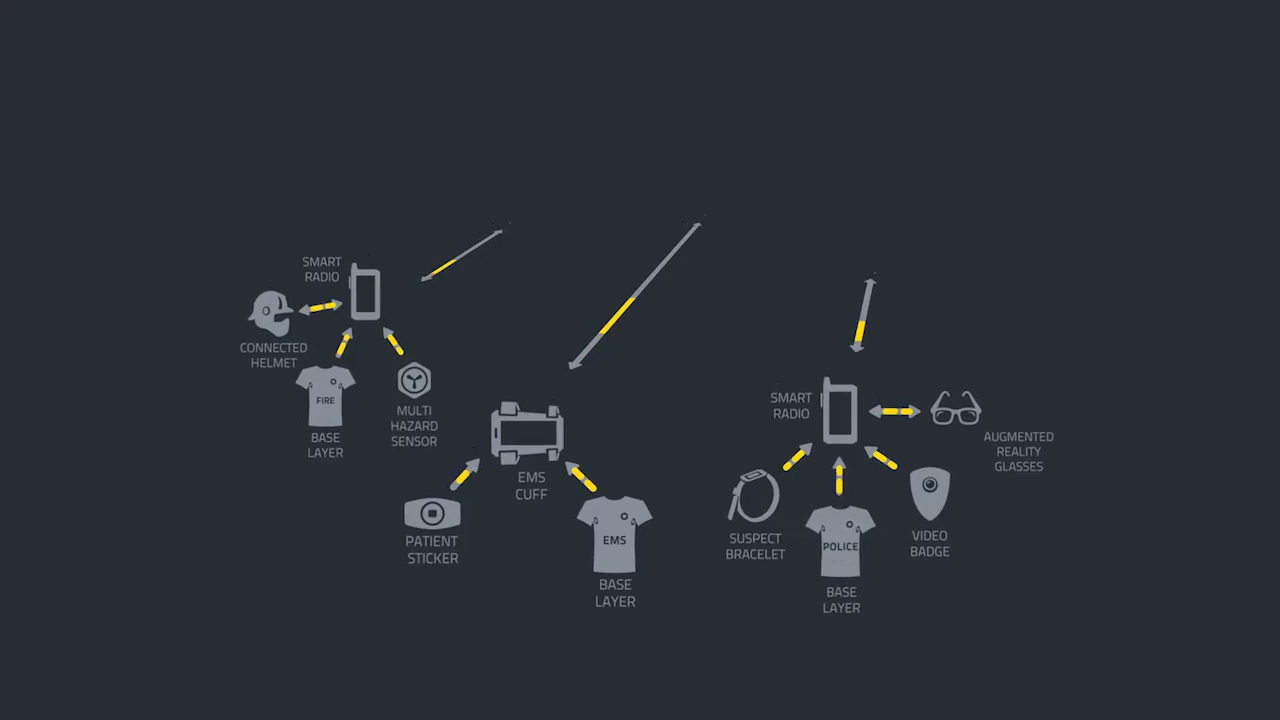 SMART
RADIO
CONNECTED
HELMET
FIRE
BASE
LAYER
MULTI
HAZARD
SENSOR
EMS
CUFF
PATIENT
STICKER
EMS
BASE
LAYER
SMART
RADIO
AUGMENTED
REALITY
GLASSES
SUSPECT
BRACELET
POLICE
BASE
LAYER
VIDEO
BADGE